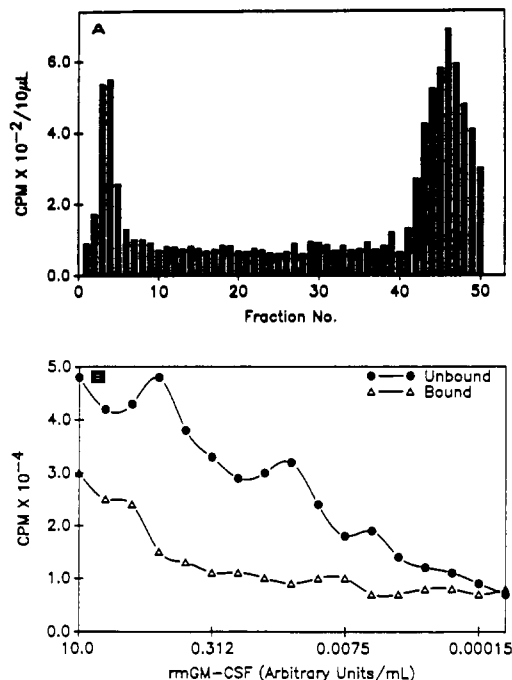 A
CPM X 10⁻²/10μL
6.0
4.0
2.0
0.0
0 10 20 30 40 50
Fraction No.
B
Unbound
Bound
CPM X 10⁻⁴
5.0
4.0
3.0
2.0
1.0
0.0
10.0 0.312 0.0075 0.00015
rmGM-CSF (Arbitrary Units/mL)